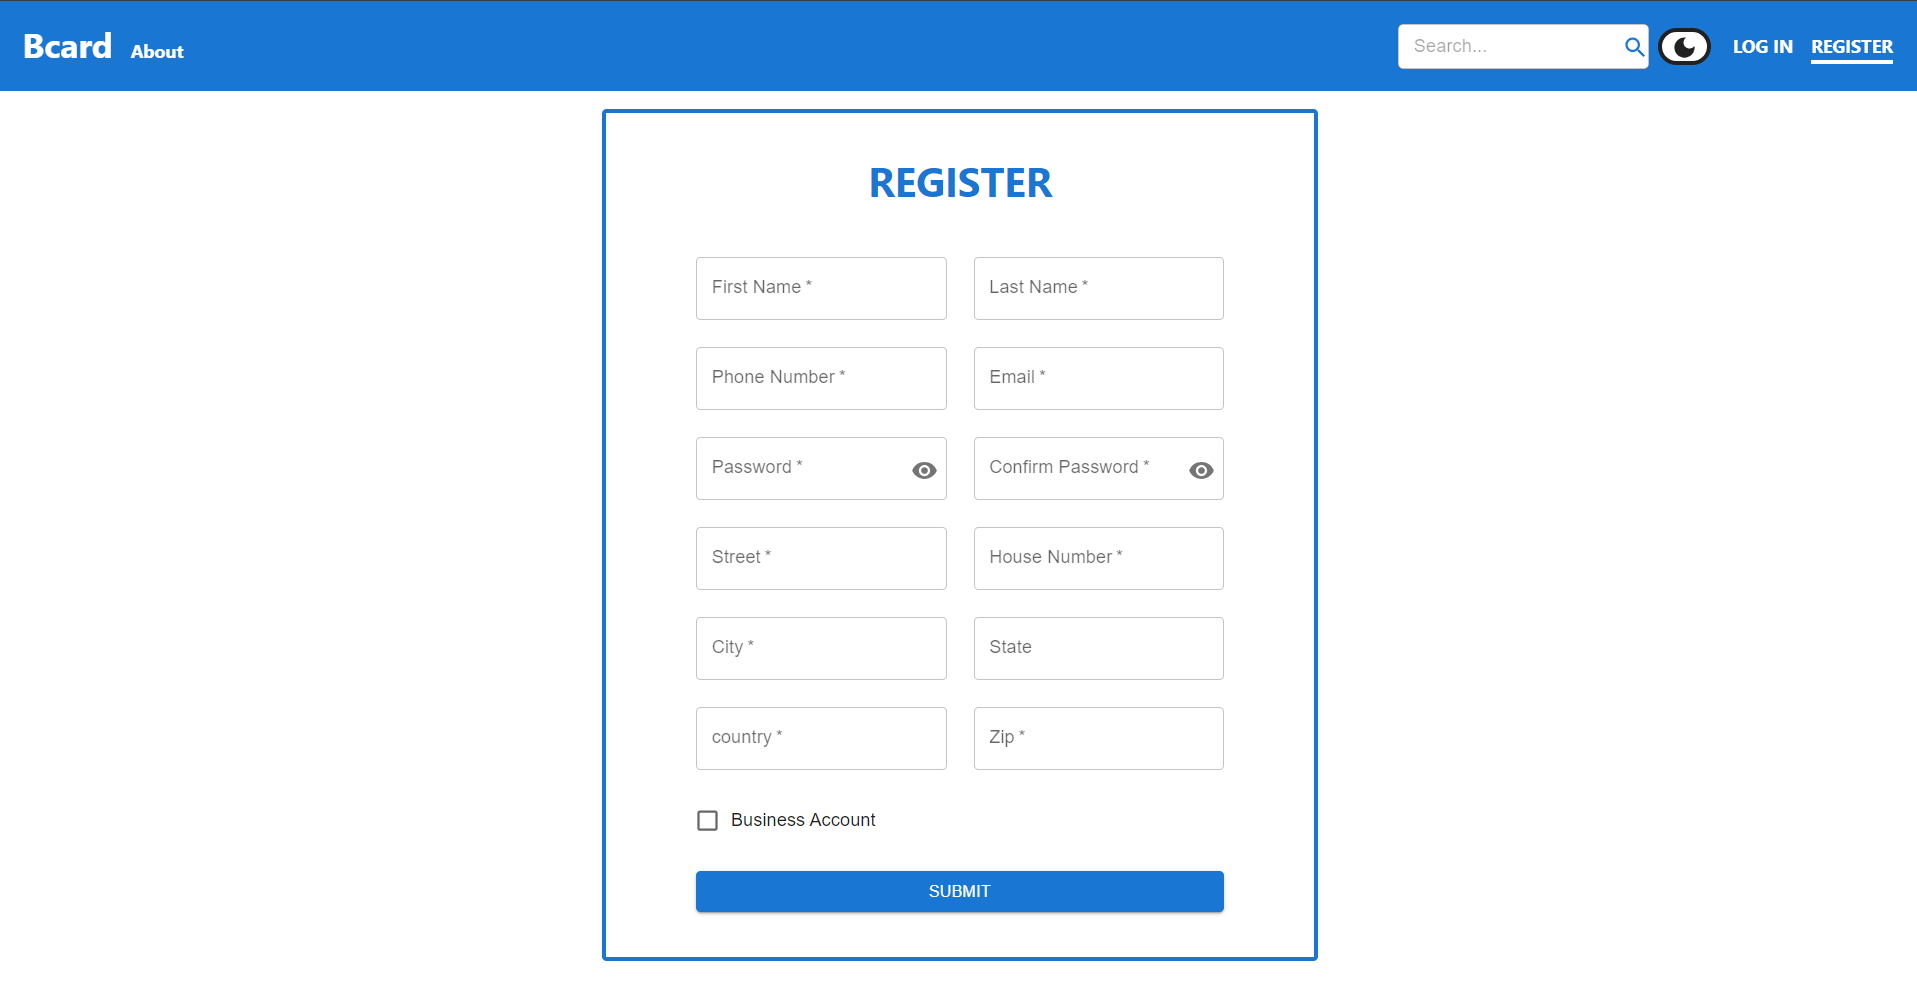 Bcard About Search... LOG IN REGISTER
REGISTER
First Name * Last Name *
Phone Number * Email *
Password * Confirm Password *
Street * House Number *
City * State
country * Zip *
Business Account
SUBMIT